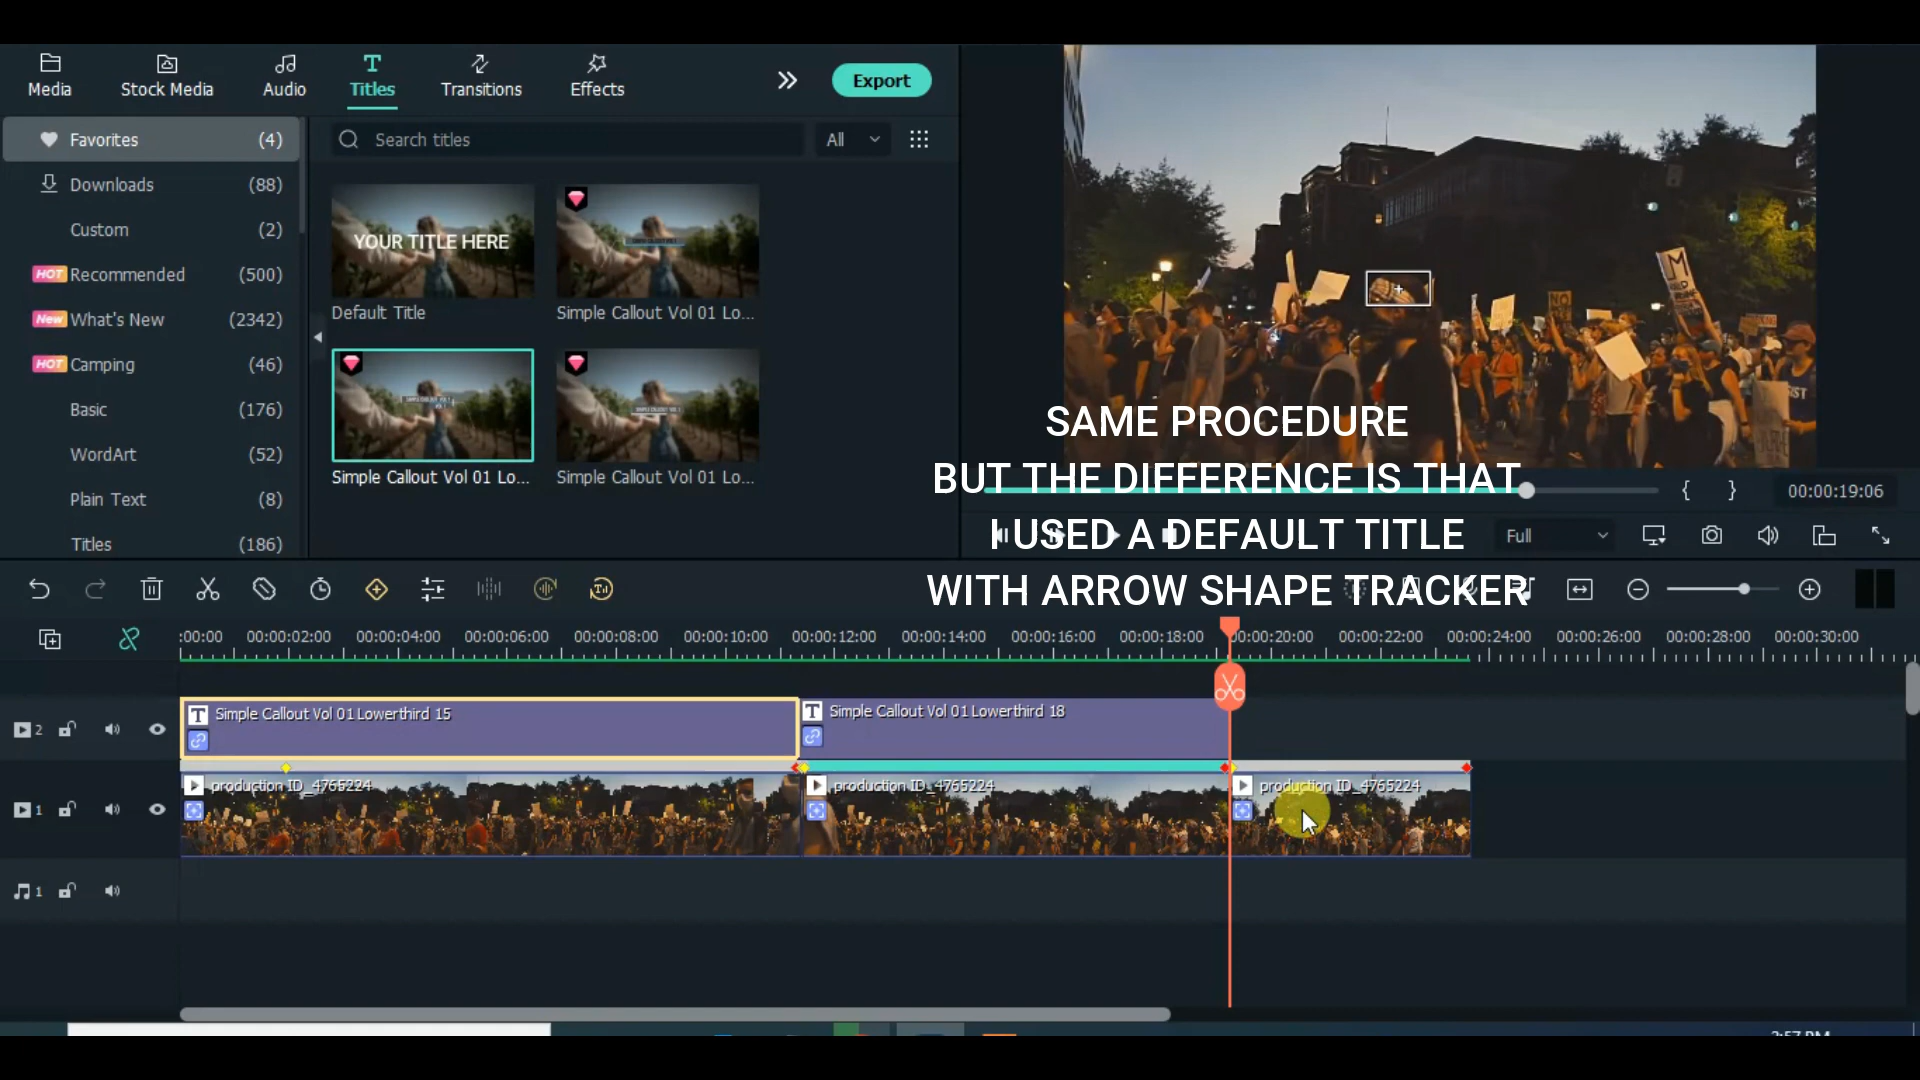 Media
Stock Media
Audio
Titles
Transitions
Effects
Export
Favorites (4)
Downloads (88)
Custom (2)
HOT Recommended (500)
New What's New (2342)
HOT Camping (46)
Basic (176)
WordArt (52)
Plain Text (8)
Titles (186)
Search titles
All
YOUR TITLE HERE
Default Title
Simple Callout Vol 01 Lo...
Simple Callout Vol 01 Lo...
Simple Callout Vol 01 Lo...
NO
SAME PROCEDURE
BUT THE DIFFERENCE IS THAT
I USED A DEFAULT TITLE
WITH ARROW SHAPE TRACKER
{ }
00:00:19:06
Full
:00:00 00:00:02:00 00:00:04:00 00:00:06:00 00:00:08:00 00:00:10:00 00:00:12:00 00:00:14:00 00:00:16:00 00:00:18:00 00:00:20:00 00:00:22:00 00:00:24:00 00:00:26:00 00:00:28:00 00:00:30:00
2
T Simple Callout Vol 01 Lowerthird 15
T Simple Callout Vol 01 Lowerthird 18
1
production ID_4765224
production ID_4765224
production ID_4765224
1